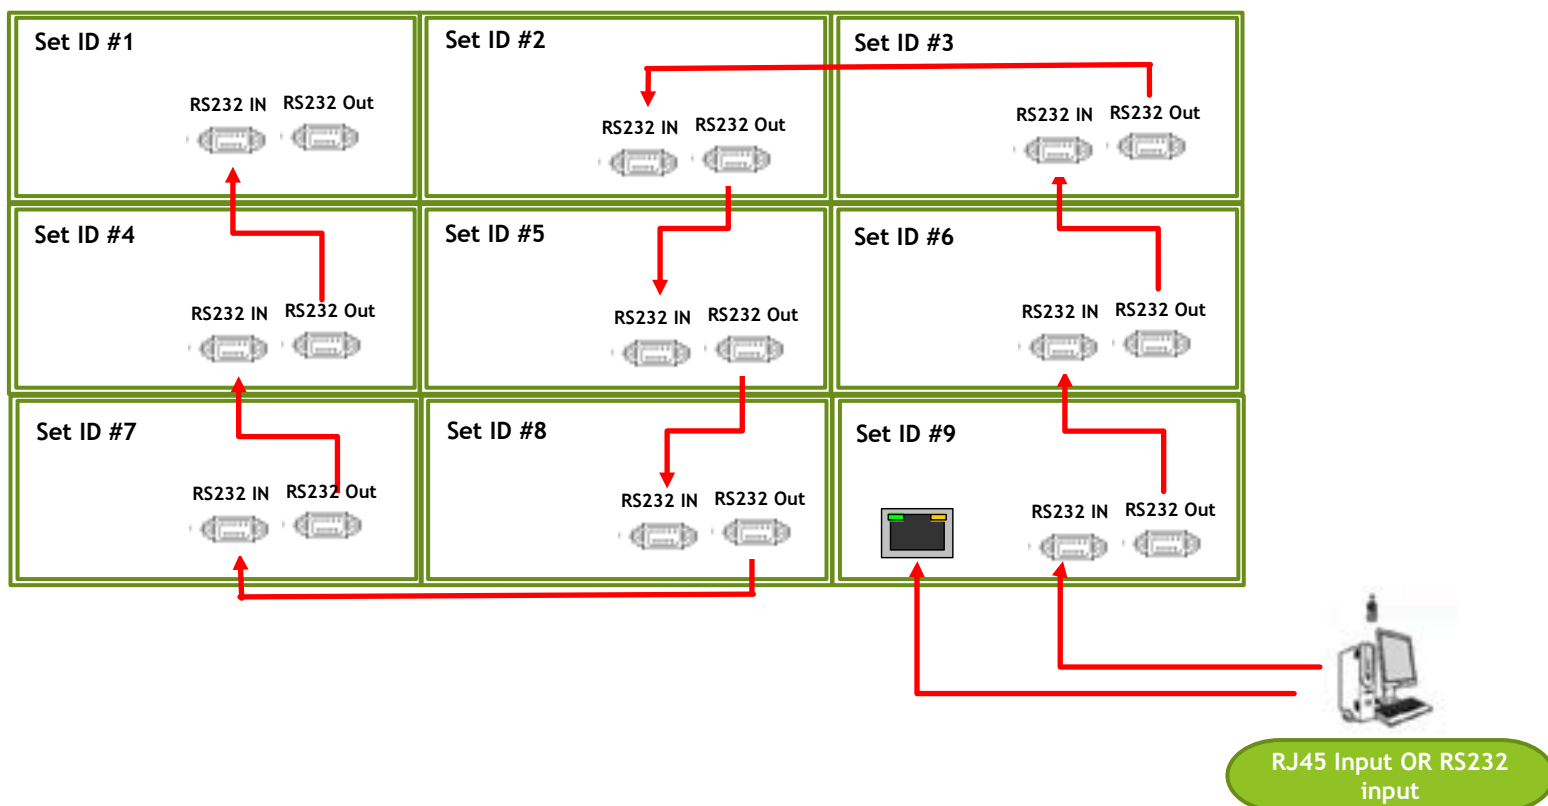 Set ID #1
RS232 IN RS232 Out
Set ID #2
RS232 IN RS232 Out
Set ID #3
RS232 IN RS232 Out
Set ID #4
RS232 IN RS232 Out
Set ID #5
RS232 IN RS232 Out
Set ID #6
RS232 IN RS232 Out
Set ID #7
RS232 IN RS232 Out
Set ID #8
RS232 IN RS232 Out
Set ID #9
RS232 IN RS232 Out
RJ45 Input OR RS232
input